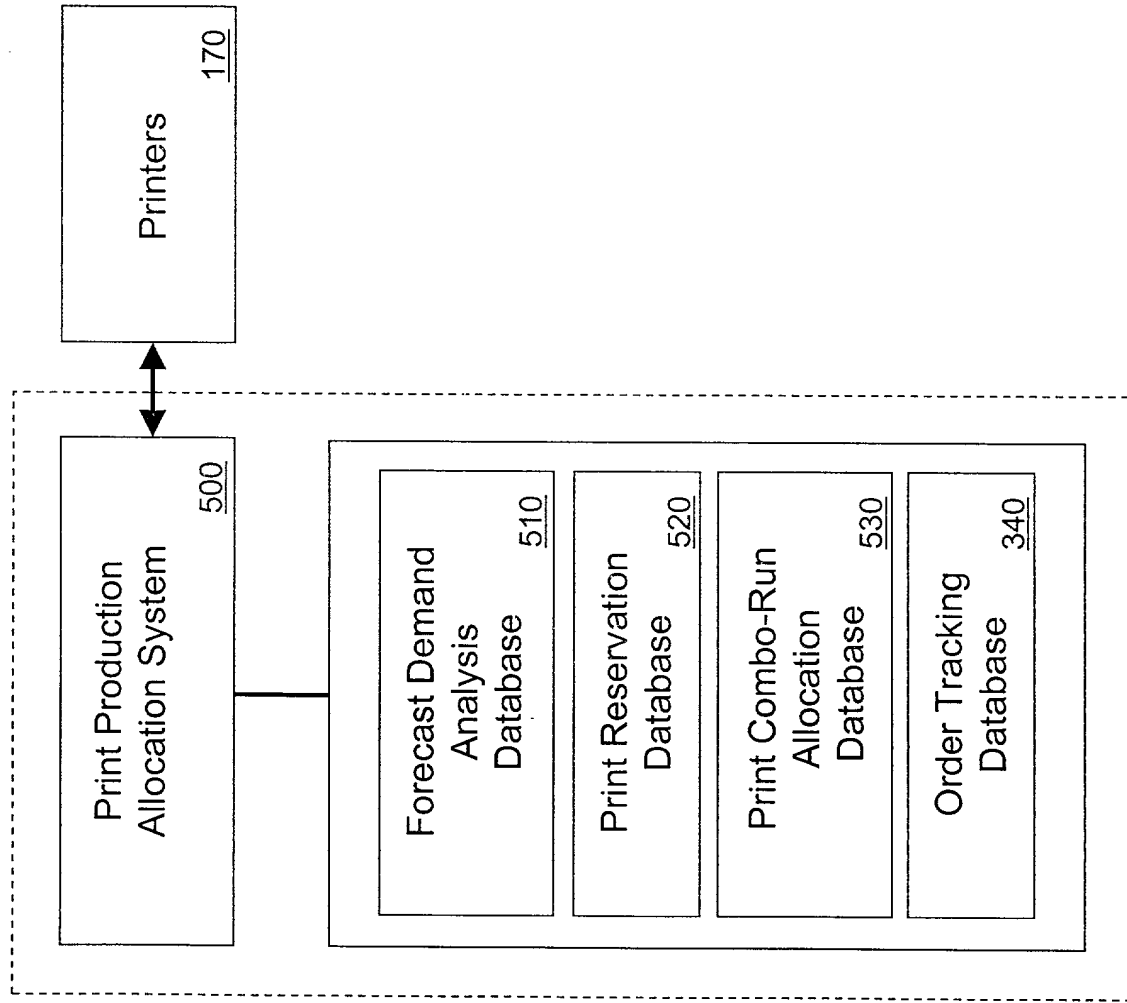 Print Production
Allocation System
500
Printers
170
Forecast Demand
Analysis
Database
510
Print Reservation
Database
520
Print Combo-Run
Allocation
Database
530
Order Tracking
Database
340